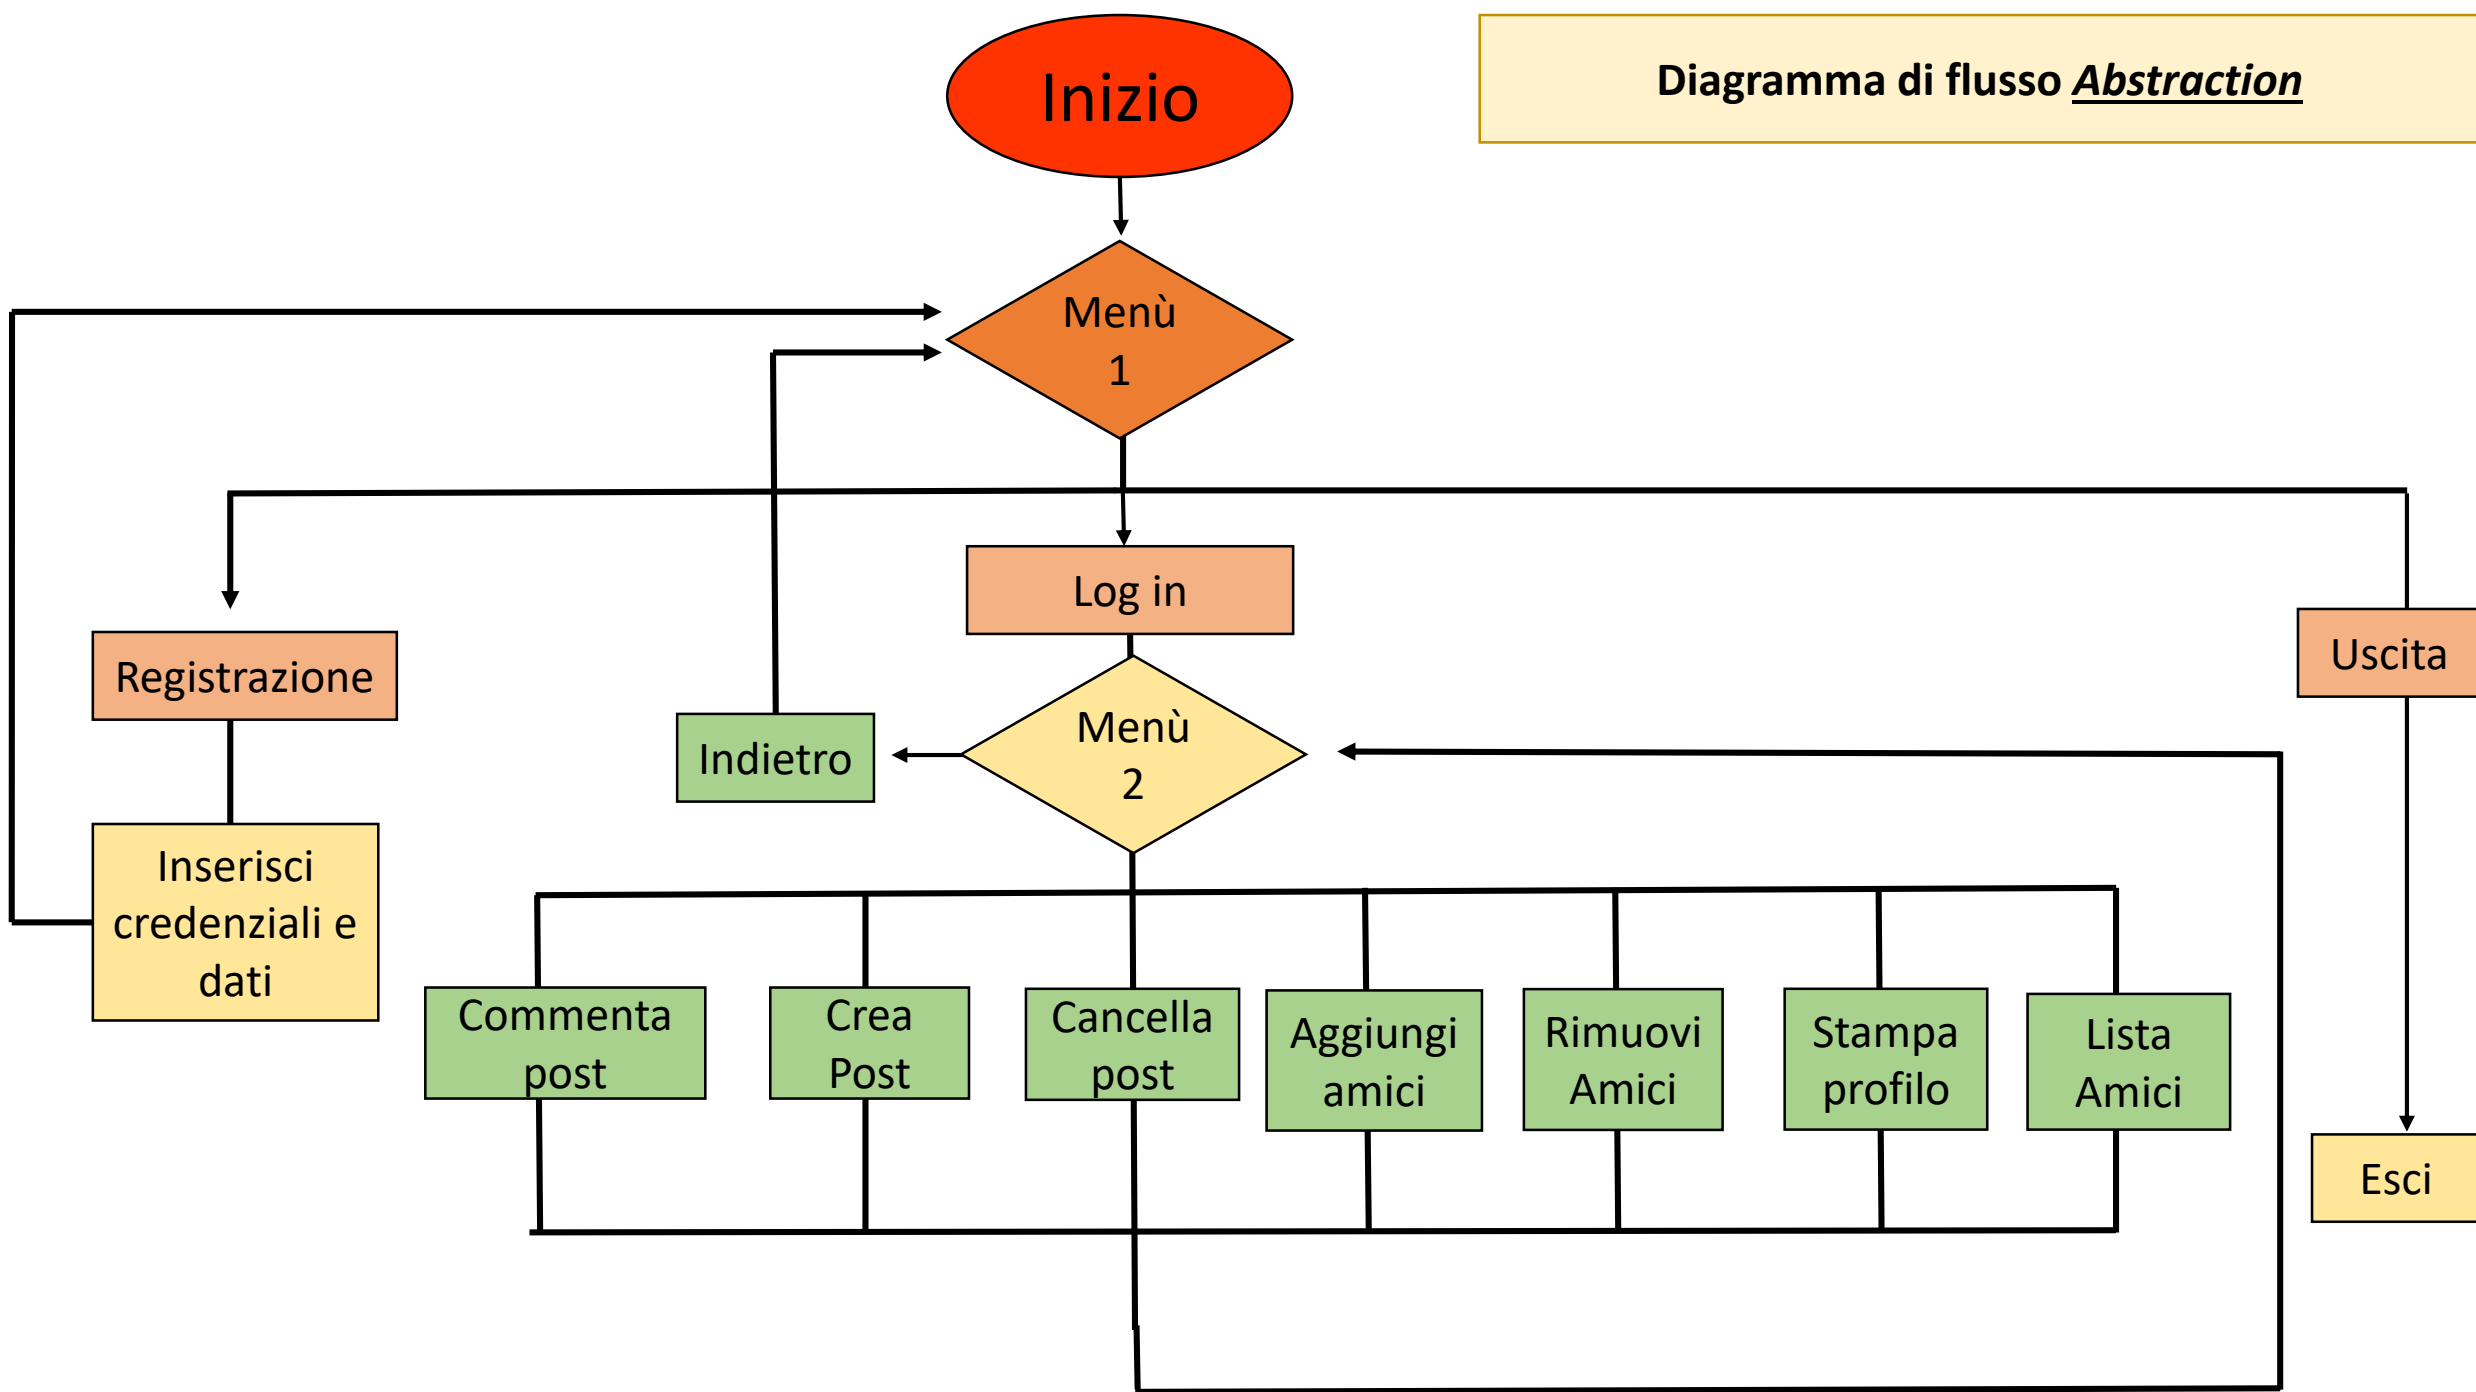 Inizio
Diagramma di flusso Abstraction
Menù
1
Log in
Registrazione
Uscita
Indietro
Menù
2
Inserisci
credenziali e
dati
Commenta
post
Crea
Post
Cancella
post
Aggiungi
amici
Rimuovi
Amici
Stampa
profilo
Lista
Amici
Esci